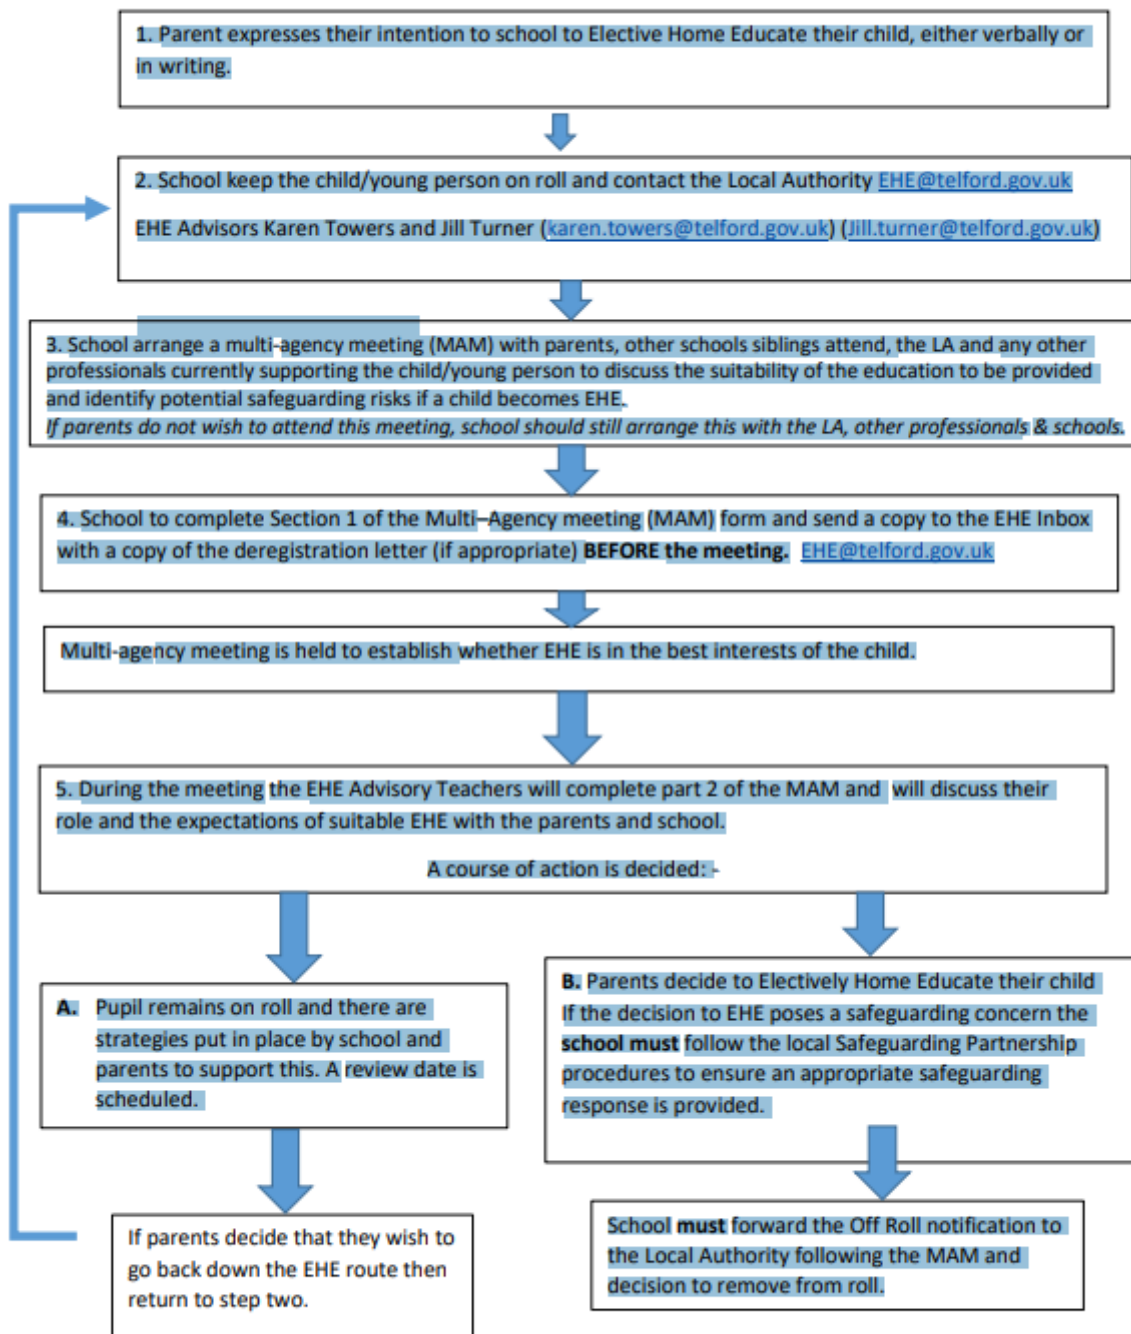 1. Parent expresses their intention to school to Elective Home Educate their child, either verbally or
in writing.
2. School keep the child/young person on roll and contact the Local Authority EHE@telford.gov.uk
EHE Advisors Karen Towers and Jill Turner (karen.towers@telford.gov.uk) (Jill.turner@telford.gov.uk)
3. School arrange a multi-agency meeting (MAM) with parents, other schools siblings attend, the LA and any other
professionals currently supporting the child/young person to discuss the suitability of the education to be provided
and identify potential safeguarding risks if a child becomes EHE.
If parents do not wish to attend this meeting, school should still arrange this with the LA, other professionals & schools.
4. School to complete Section 1 of the Multi–Agency meeting (MAM) form and send a copy to the EHE Inbox
with a copy of the deregistration letter (if appropriate) BEFORE the meeting. EHE@telford.gov.uk
Multi-agency meeting is held to establish whether EHE is in the best interests of the child.
5. During the meeting the EHE Advisory Teachers will complete part 2 of the MAM and will discuss their
role and the expectations of suitable EHE with the parents and school.
A course of action is decided: -
A. Pupil remains on roll and there are
strategies put in place by school and
parents to support this. A review date is
scheduled.
B. Parents decide to Electively Home Educate their child
If the decision to EHE poses a safeguarding concern the
school must follow the local Safeguarding Partnership
procedures to ensure an appropriate safeguarding
response is provided.
If parents decide that they wish to
go back down the EHE route then
return to step two.
School must forward the Off Roll notification to
the Local Authority following the MAM and
decision to remove from roll.